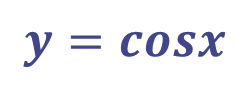 y = cosx